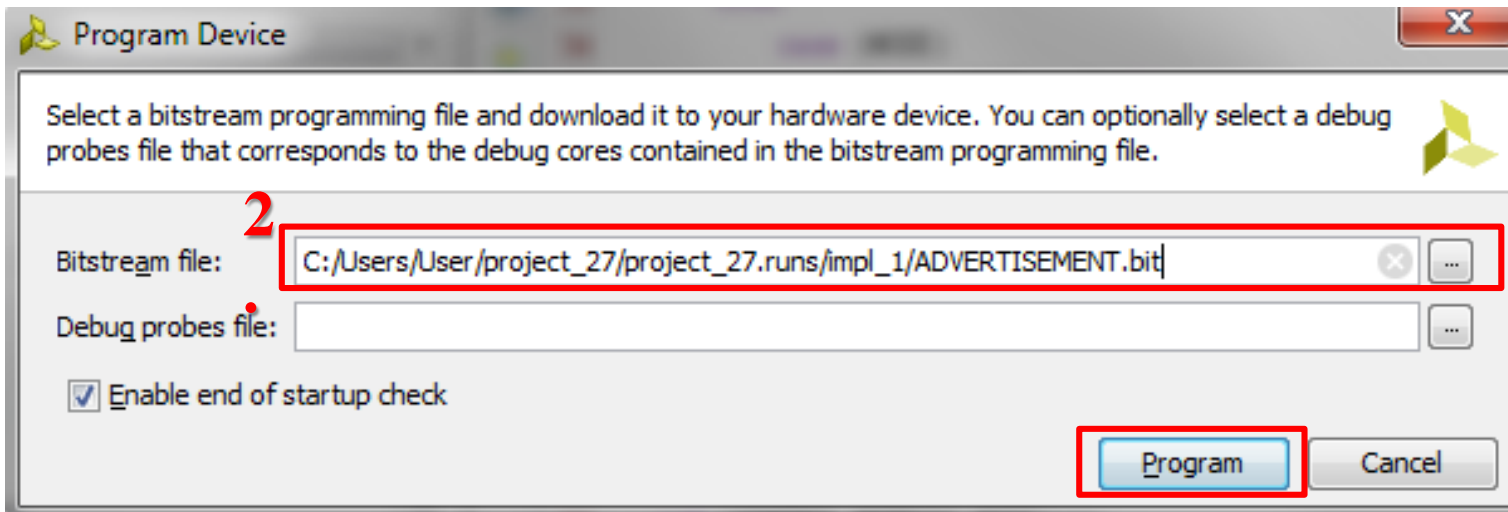 Program Device
Select a bitstream programming file and download it to your hardware device. You can optionally select a debug
probes file that corresponds to the debug cores contained in the bitstream programming file.
2
Bitstream file: C:/Users/User/project_27/project_27.runs/impl_1/ADVERTISEMENT.bit ...
.
Debug probes file: ...
Enable end of startup check
Program Cancel